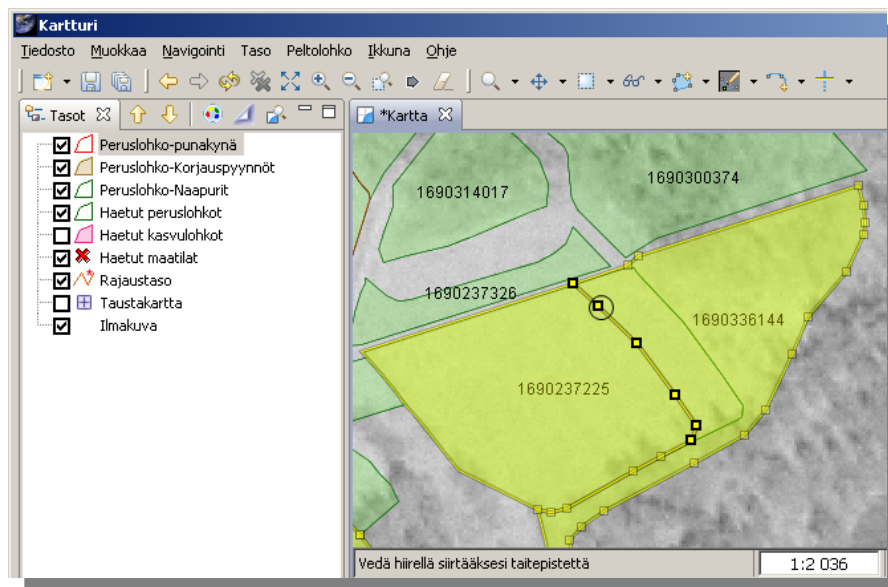 Kartturi
Tiedosto Muokkaa Navigointi Taso Peltolohko Ikkuna Ohje
Tasot
*Kartta
Peruslohko-punakynä
Peruslohko-Korjauspyynnöt
Peruslohko-Naapurit
Haetut peruslohkot
Haetut kasvulohkot
Haetut maatilat
Rajaustaso
Taustakartta
Ilmakuva
1690314017
1690300374
1690237326
1690336144
1690237225
Vedä hiirellä siirtääksesi taitepistettä
1:2 036